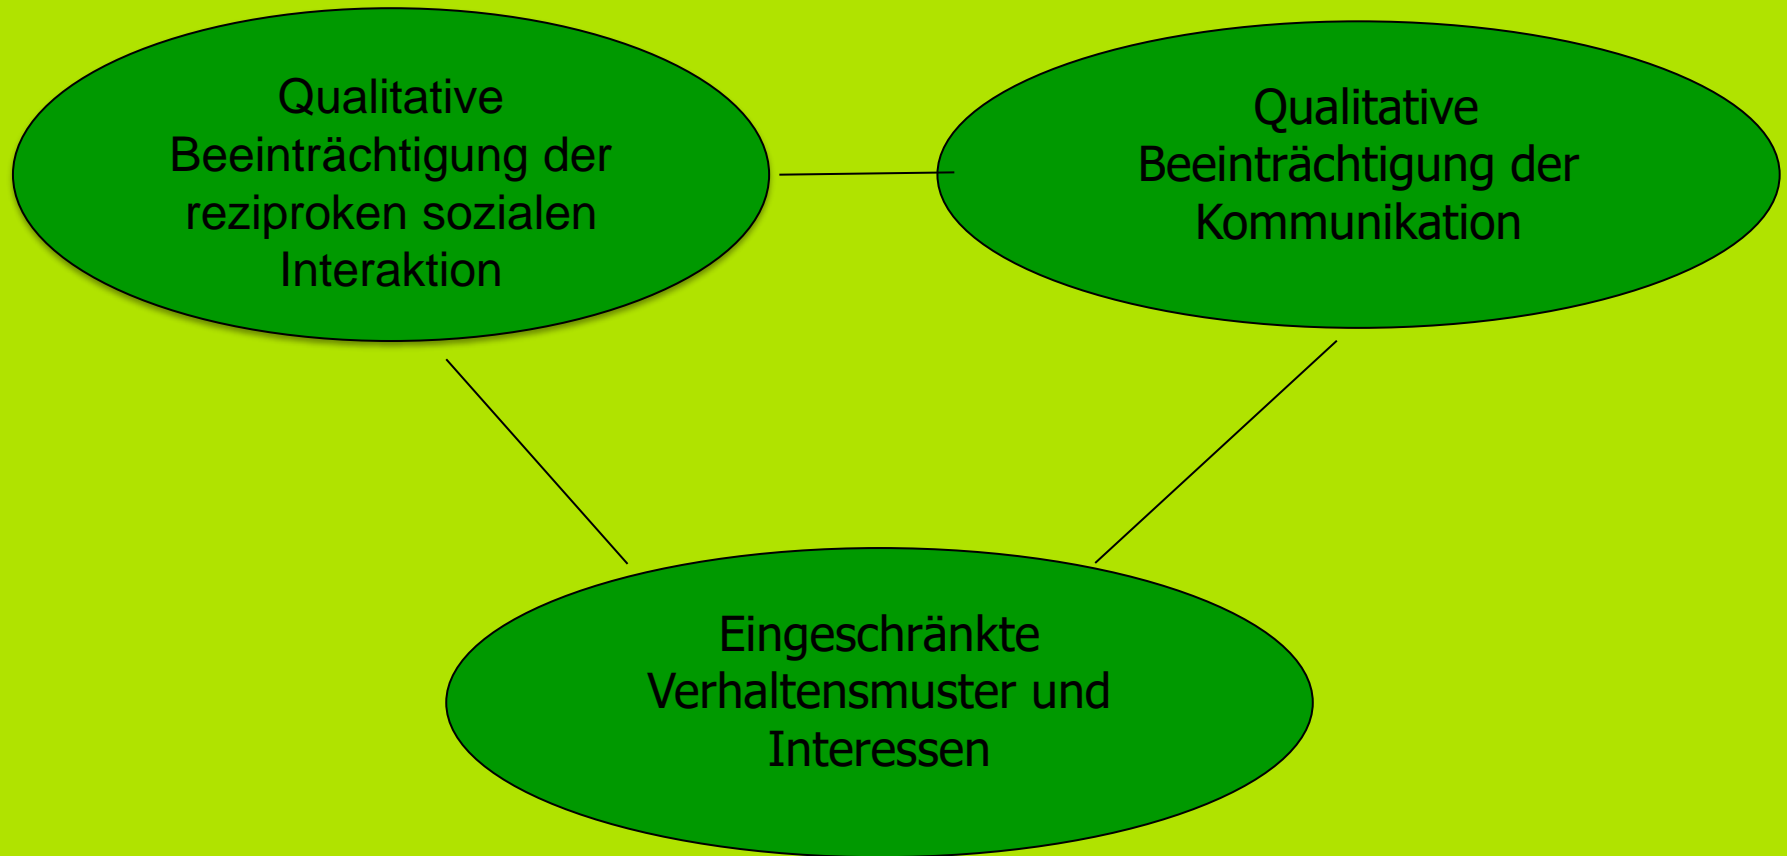 Qualitative
Beeinträchtigung der
reziproken sozialen
Interaktion
Qualitative
Beeinträchtigung der
Kommunikation
Eingeschränkte
Verhaltensmuster und
Interessen